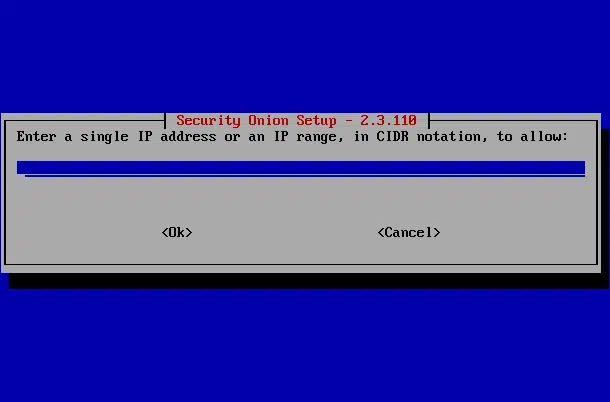 Security Onion Setup - 2.3.110
Enter a single IP address or an IP range, in CIDR notation, to allow:
<Ok> <Cancel>